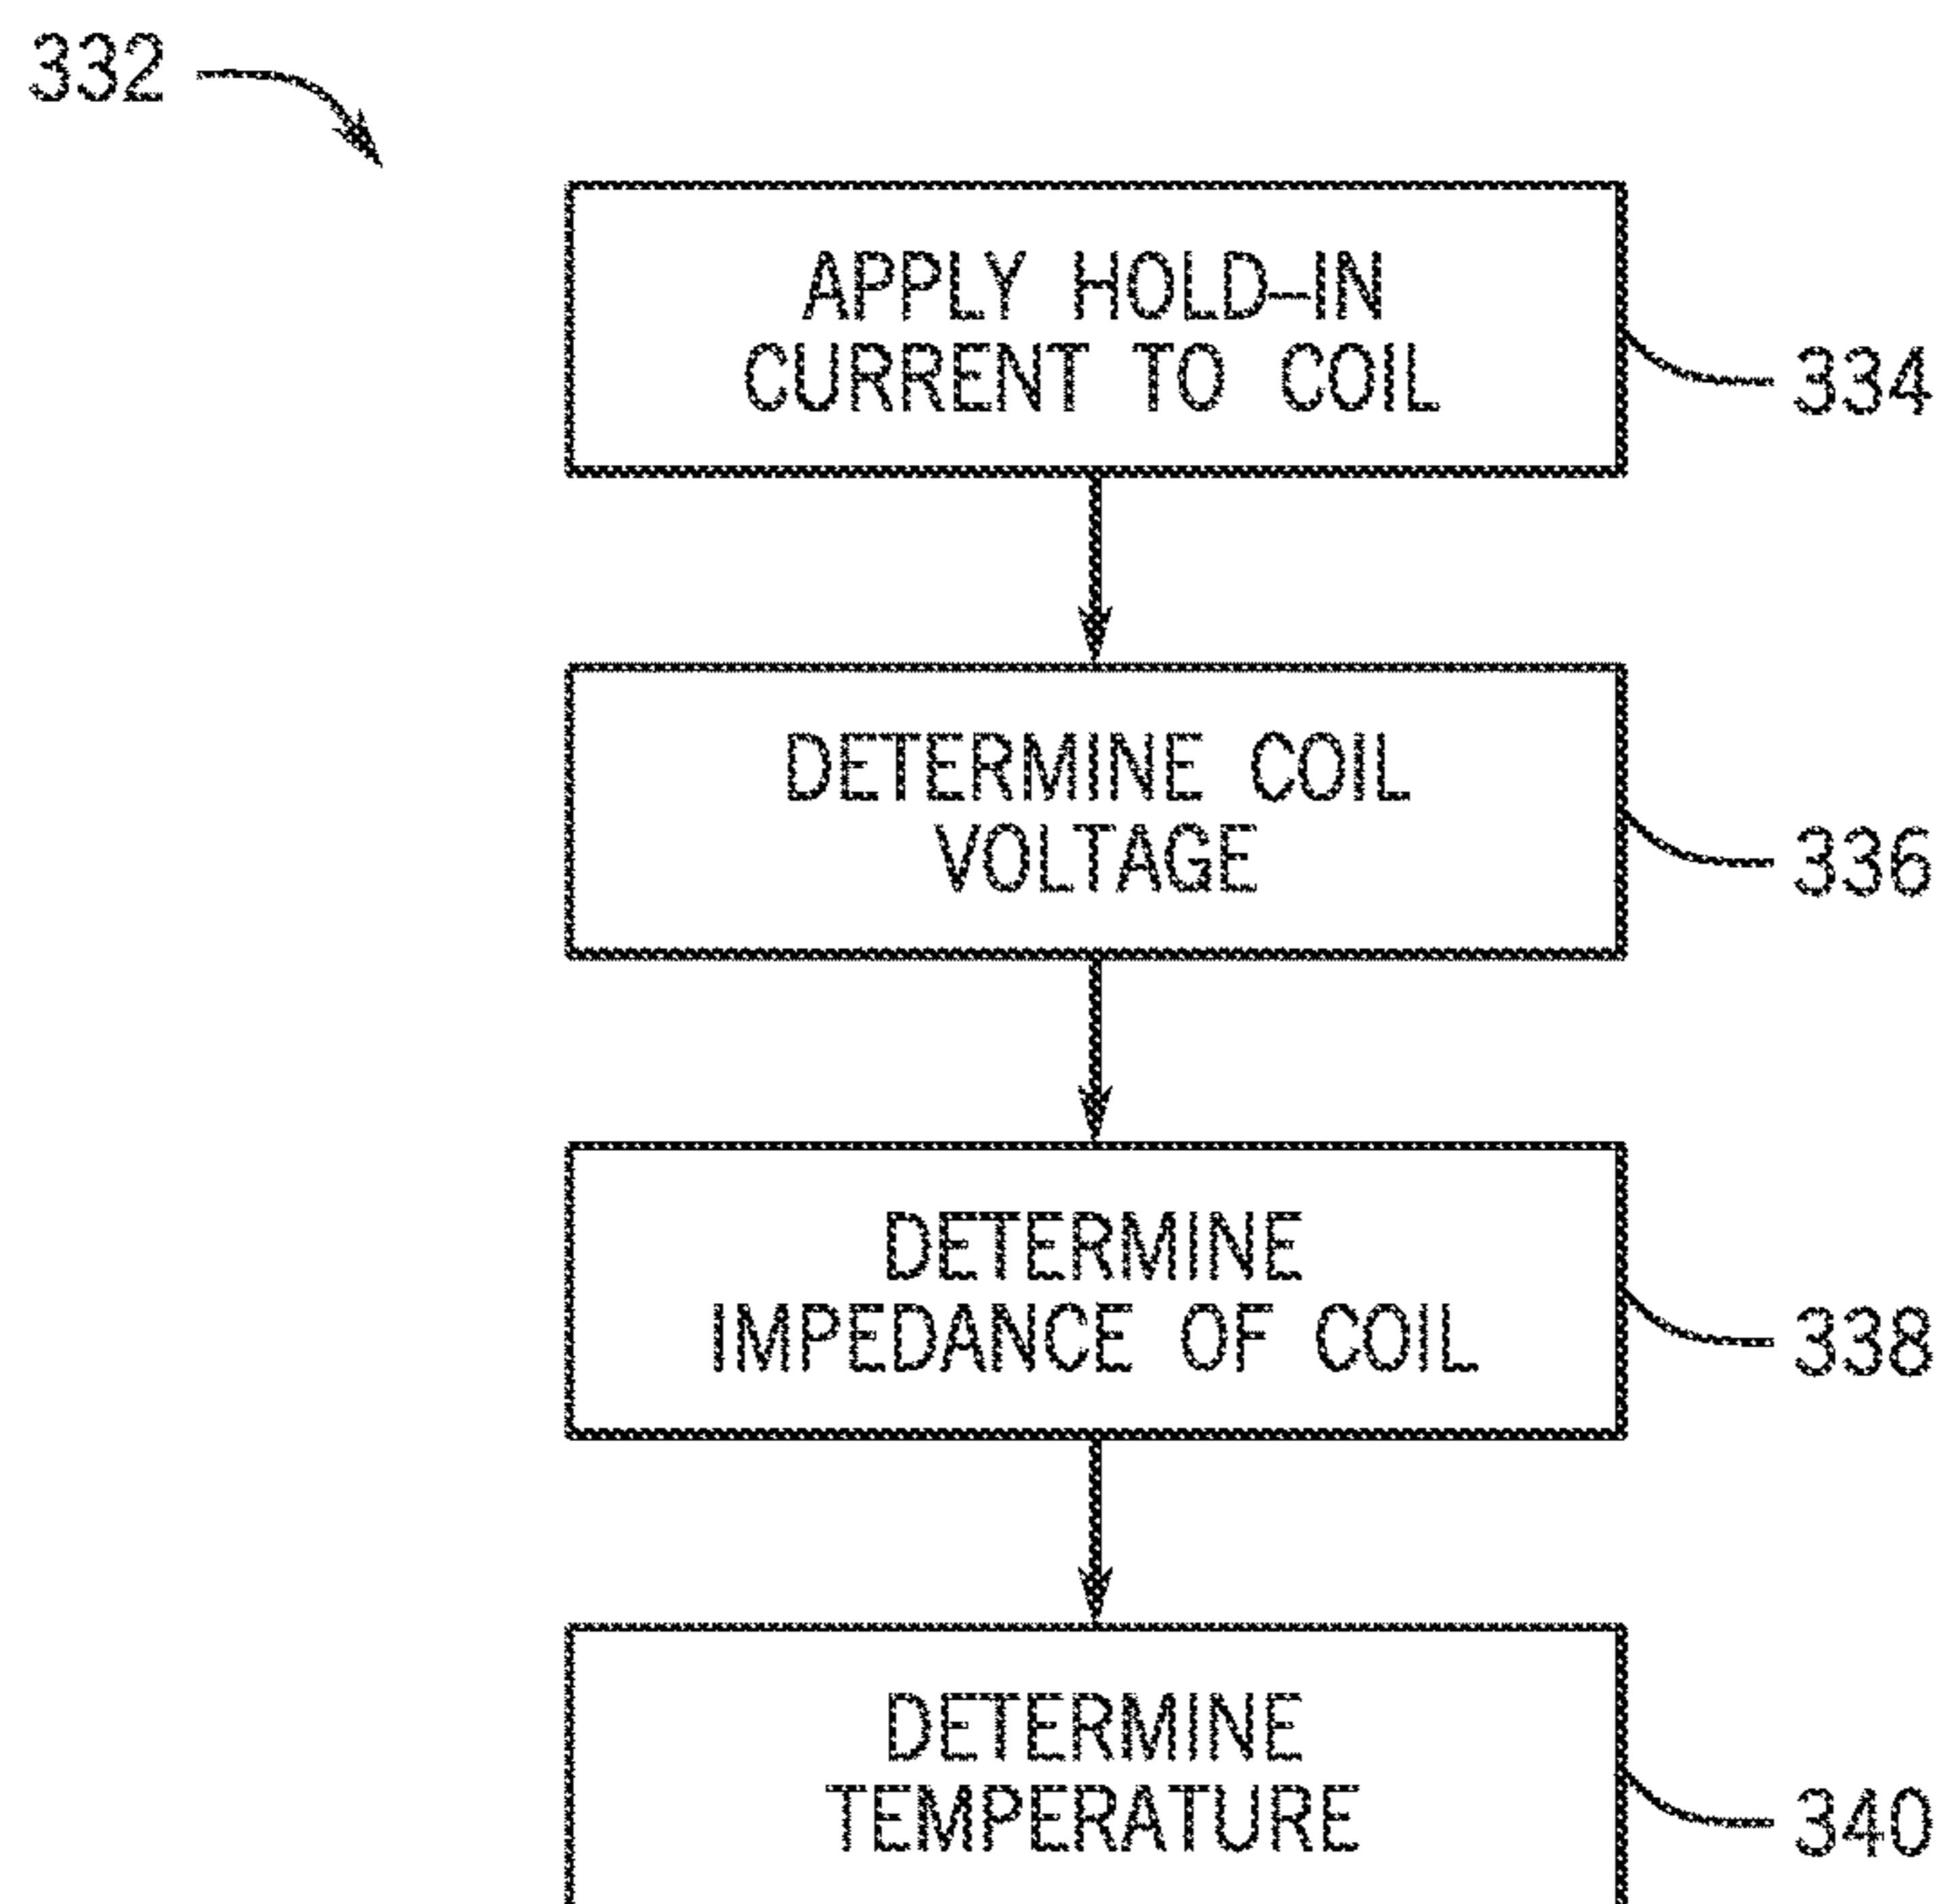 332
APPLY HOLD–IN
CURRENT TO COIL
334
DETERMINE COIL
VOLTAGE
336
DETERMINE
IMPEDANCE OF COIL
338
DETERMINE
TEMPERATURE
340